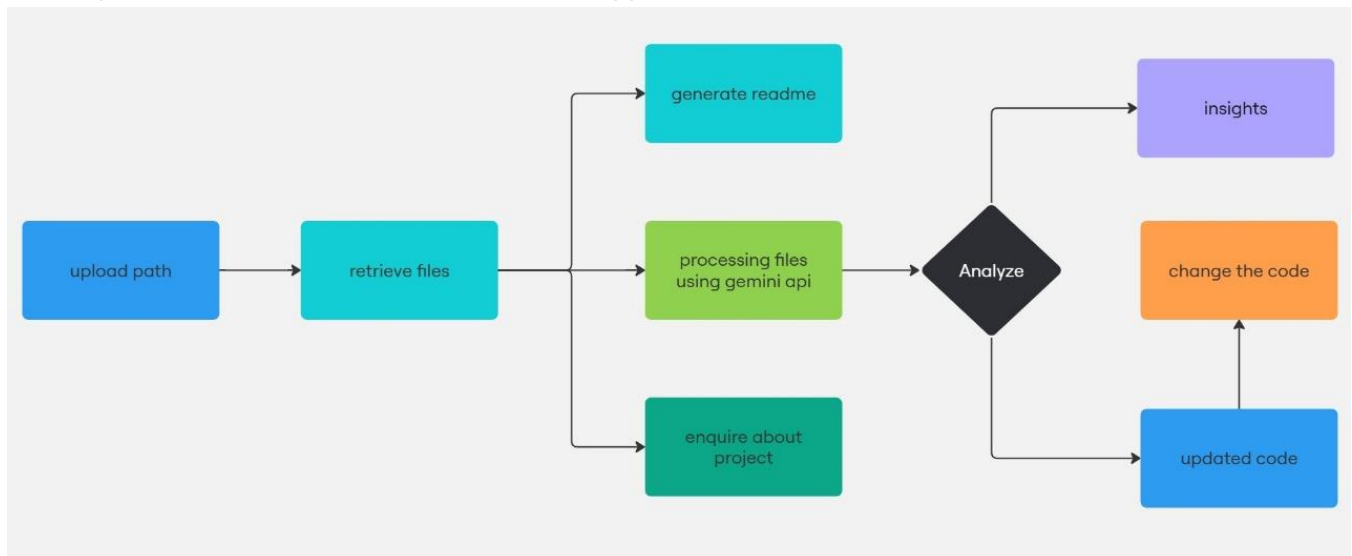 generate readme
insights
upload path
retrieve files
processing files
using gemini api
Analyze
change the code
enquire about
project
updated code